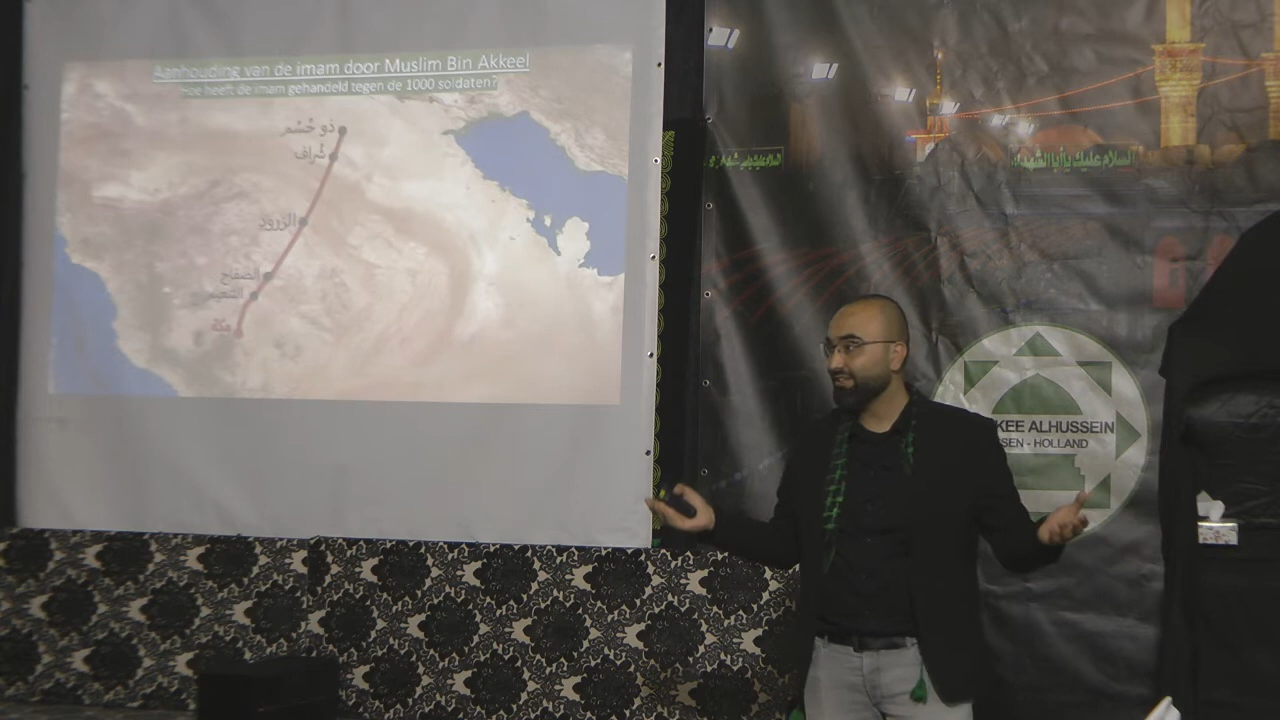 Aanhouding van de imam door Muslim Bin Akkeel
Hoe heeft de imam gehandeld tegen de 1000 soldaten?
ذو حُسْم
شُراف
الزرود
الصفاح
التنعيم
مكة
السلام عليك يا أبا الشهداء
KEE ALHUSSEIN
SEN - HOLLAND